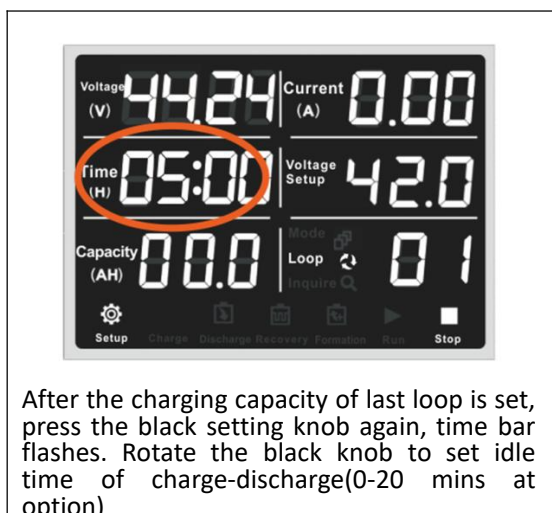 Voltage (V) 44.24 Current (A) 0.00
Time (H) 05:00 Voltage Setup 42.0
Capacity (AH) 00.0 Mode Loop Inquire 01
Setup Charge Discharge Recovery Formation Run Stop
After the charging capacity of last loop is set,
press the black setting knob again, time bar
flashes. Rotate the black knob to set idle
time of charge-discharge(0-20 mins at
option)